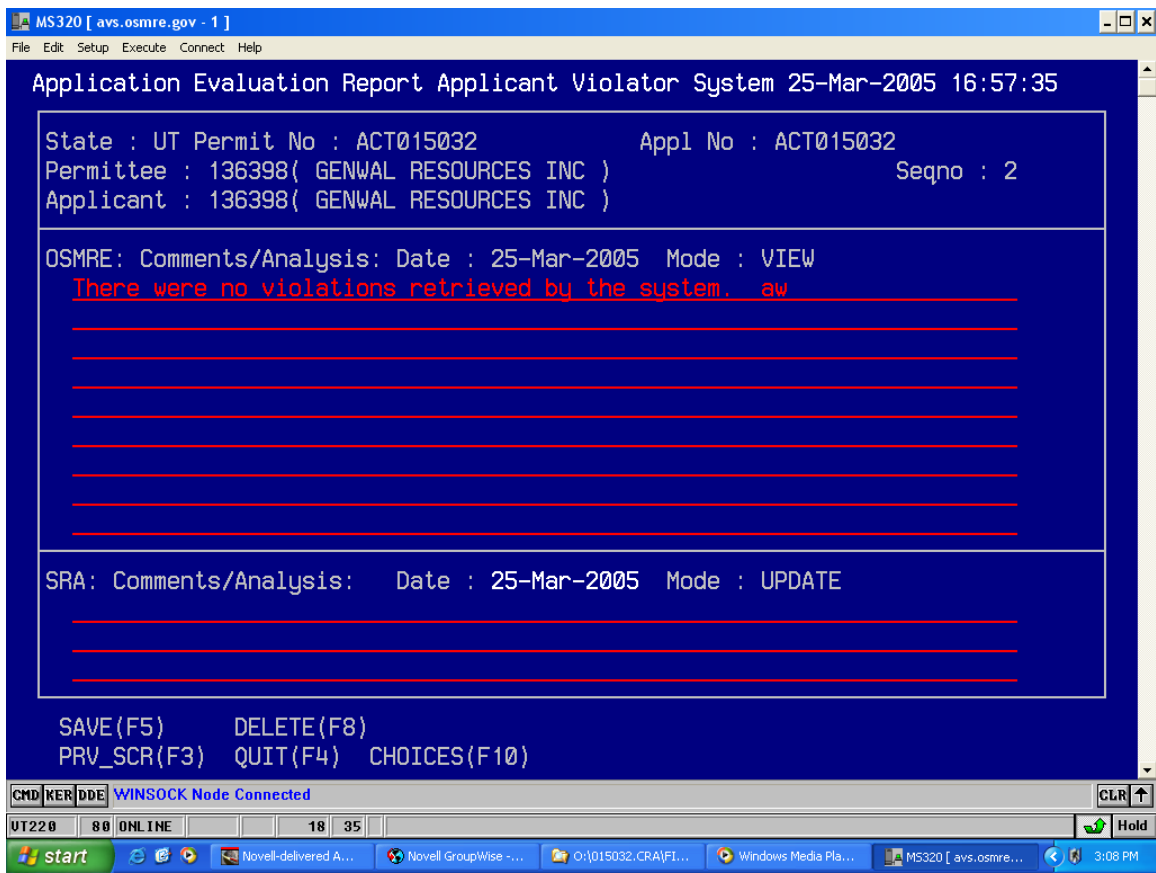 MS320 [ avs.osmre.gov - 1 ]
File Edit Setup Execute Connect Help
Application Evaluation Report Applicant Violator System 25-Mar-2005 16:57:35
State : UT Permit No : ACT015032 Appl No : ACT015032
Permittee : 136398( GENWAL RESOURCES INC ) Seqno : 2
Applicant : 136398( GENWAL RESOURCES INC )
OSMRE: Comments/Analysis: Date : 25-Mar-2005 Mode : VIEW
There were no violations retrieved by the system. aw
SRA: Comments/Analysis: Date : 25-Mar-2005 Mode : UPDATE
SAVE(F5) DELETE(F8)
PRV_SCR(F3) QUIT(F4) CHOICES(F10)
CMD KER DDE WINSOCK Node Connected CLR
VT220 80 ONLINE 18 35 Hold
start Novell-delivered A... Novell GroupWise -... O:\015032.CRA\FI... Windows Media Pla... MS320 [ avs.osmre... 3:08 PM